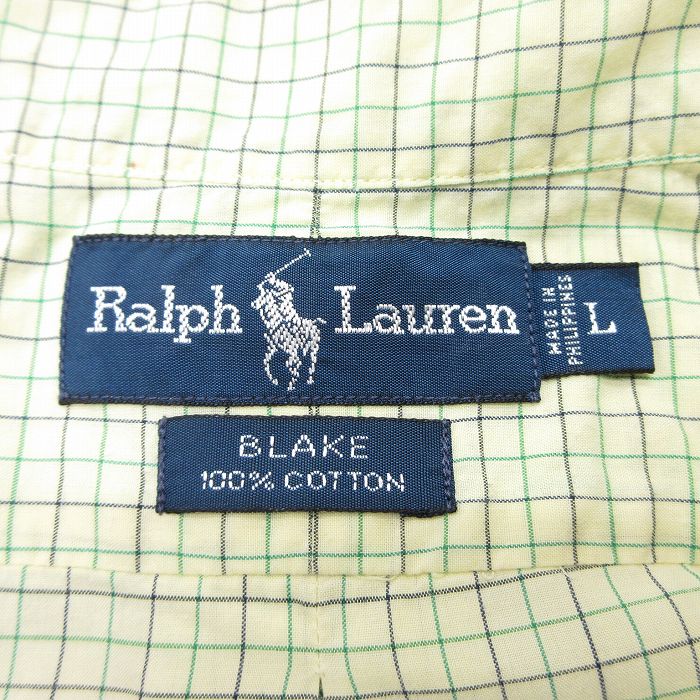 Ralph Lauren
MADE IN
PHILIPPINES
L
BLAKE
100% COTTON